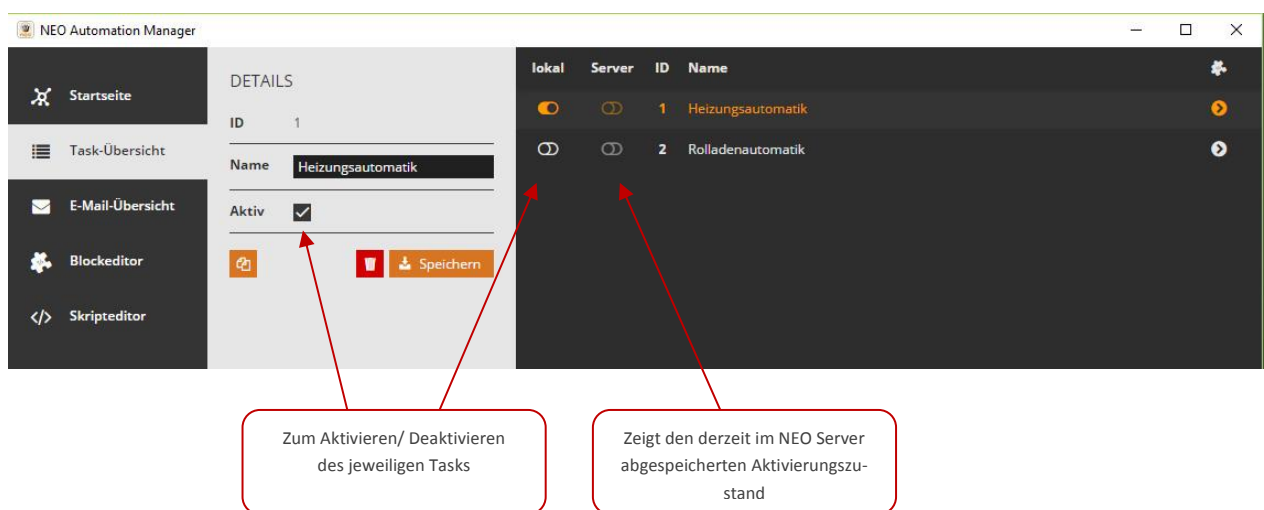 NEO Automation Manager
Startseite
Task-Übersicht
E-Mail-Übersicht
Blockeditor
</> Skripteditor
DETAILS
ID 1
Name Heizungsautomatik
Aktiv
Speichern
lokal Server ID Name
1 Heizungsautomatik
2 Rolladenautomatik
Zum Aktivieren/ Deaktivieren
des jeweiligen Tasks
Zeigt den derzeit im NEO Server
abgespeicherten Aktivierungszu-
stand